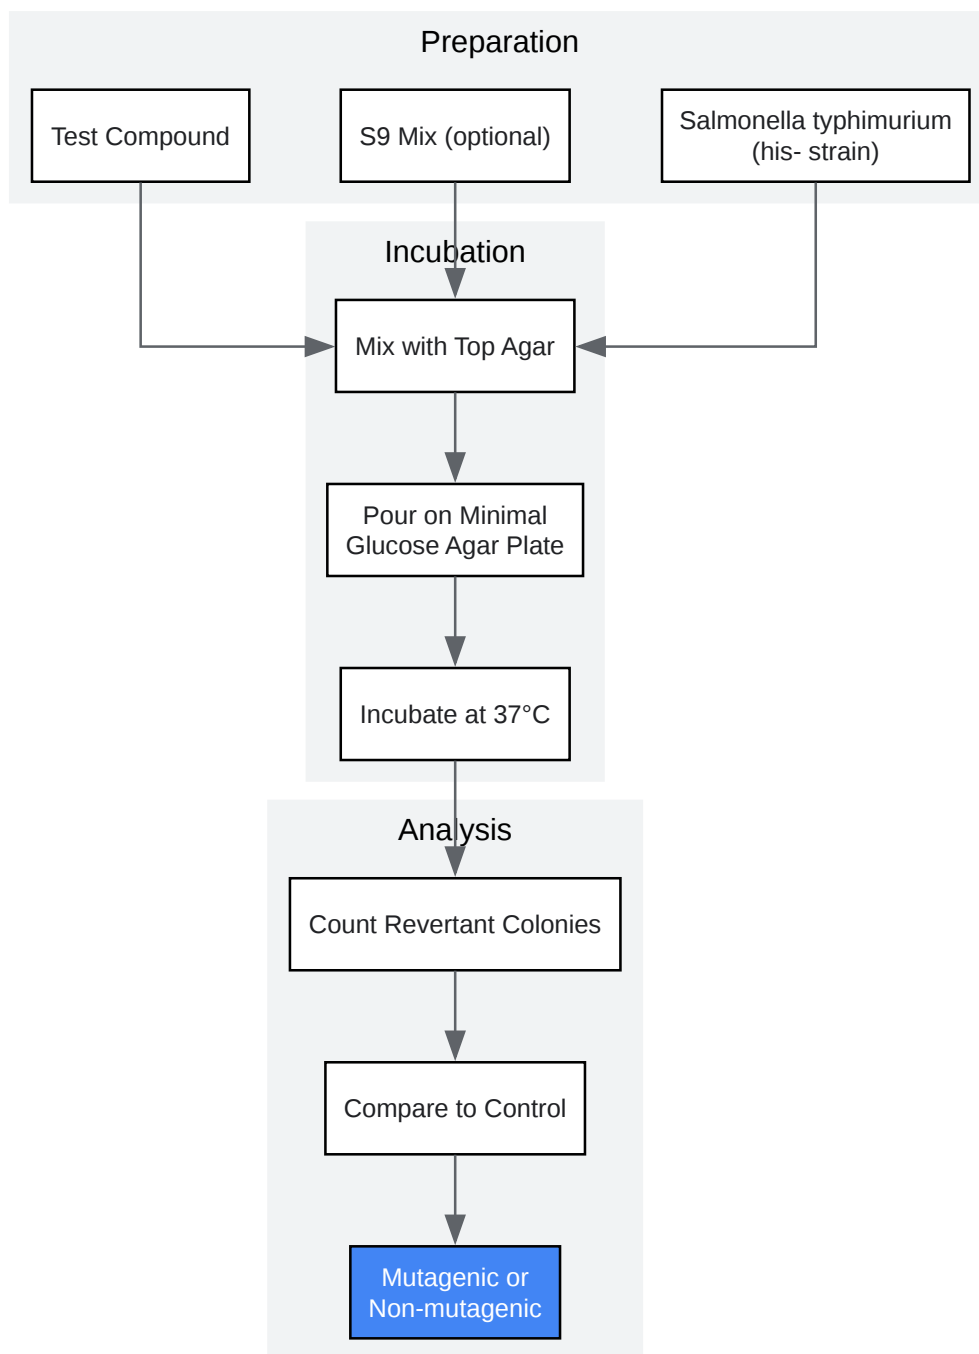 Preparation
Test Compound
S9 Mix (optional)
Salmonella typhimurium
(his- strain)
Incubation
Mix with Top Agar
Pour on Minimal
Glucose Agar Plate
Incubate at 37°C
Analysis
Count Revertant Colonies
Compare to Control
Mutagenic or
Non-mutagenic